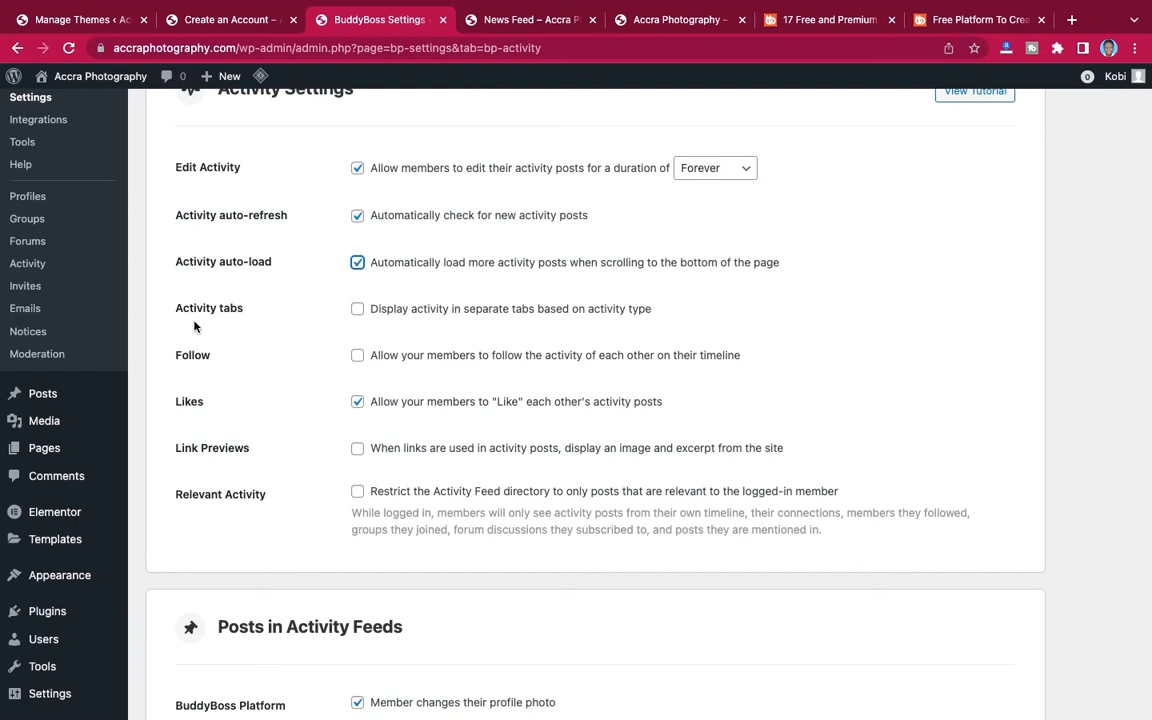 Manage Themes ‹ Ac
Create an Account –
BuddyBoss Settings ‹
News Feed – Accra P
Accra Photography –
17 Free and Premium
Free Platform To Crea
accraphotography.com/wp-admin/admin.php?page=bp-settings&tab=bp-activity
Accra Photography 0 New
0 Kobi
Settings
Integrations
Tools
Help
Profiles
Groups
Forums
Activity
Invites
Emails
Notices
Moderation
Posts
Media
Pages
Comments
Elementor
Templates
Appearance
Plugins
Users
Tools
Settings
Activity Settings
View Tutorial
Edit Activity Allow members to edit their activity posts for a duration of Forever
Activity auto-refresh Automatically check for new activity posts
Activity auto-load Automatically load more activity posts when scrolling to the bottom of the page
Activity tabs Display activity in separate tabs based on activity type
Follow Allow your members to follow the activity of each other on their timeline
Likes Allow your members to "Like" each other's activity posts
Link Previews When links are used in activity posts, display an image and excerpt from the site
Relevant Activity Restrict the Activity Feed directory to only posts that are relevant to the logged-in member
While logged in, members will only see activity posts from their own timeline, their connections, members they followed,
groups they joined, forum discussions they subscribed to, and posts they are mentioned in.
Posts in Activity Feeds
BuddyBoss Platform Member changes their profile photo